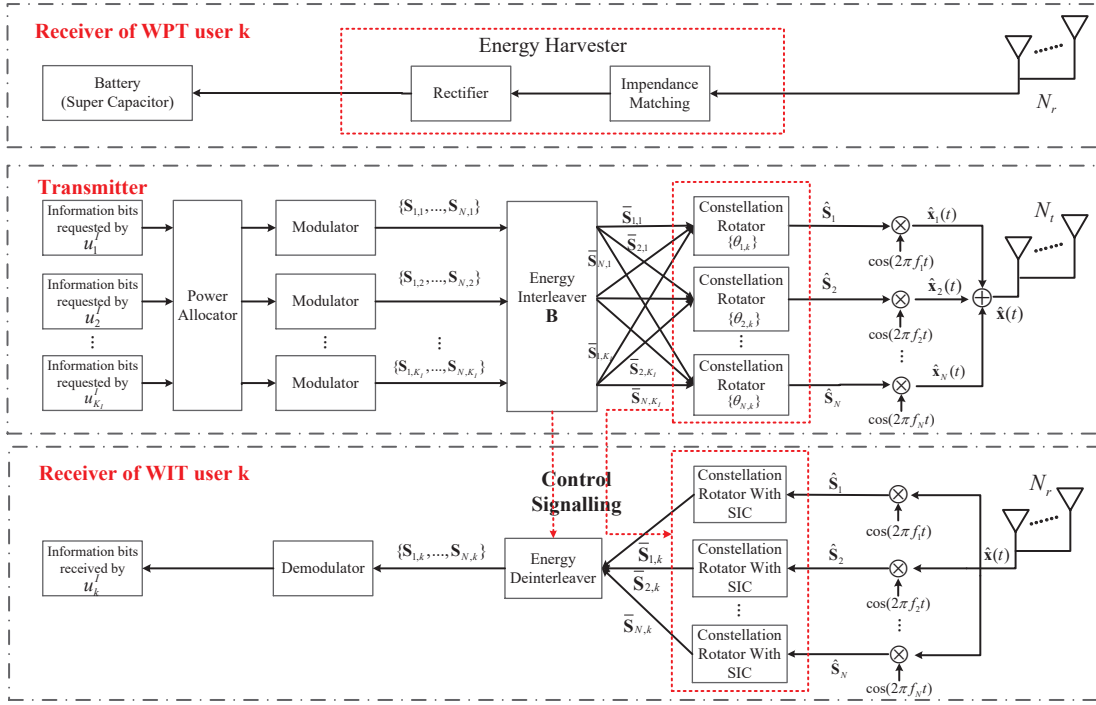 Receiver of WPT user k
Energy Harvester
Battery
(Super Capacitor)
Rectifier
Impedance
Matching
N_r
Transmitter
Information bits
requested by
u_1^I
Information bits
requested by
u_2^I
⋮
Information bits
requested by
u_{K_I}^I
Power
Allocator
Modulator
Modulator
⋮
Modulator
{S_{1,1},...,S_{N,1}}
{S_{1,2},...,S_{N,2}}
⋮
{S_{1,K_I},...,S_{N,K_I}}
Energy
Interleaver
B
S̅_{1,1}
S̅_{2,1}
S̅_{N,1}
S̅_{1,K_I}
S̅_{2,K_I}
S̅_{N,K_I}
Constellation
Rotator
{θ_{1,k}}
Constellation
Rotator
{θ_{2,k}}
⋮
Constellation
Rotator
{θ_{N,k}}
Ŝ_1
Ŝ_2
Ŝ_N
cos(2πf_1t)
cos(2πf_2t)
⋮
cos(2πf_Nt)
x̂_1(t)
x̂_2(t)
x̂_N(t)
x̂(t)
N_t
Receiver of WIT user k
Control
Signalling
Information bits
received by
u_k^I
Demodulator
{S_{1,k},...,S_{N,k}}
Energy
Deinterleaver
S̅_{1,k}
S̅_{2,k}
S̅_{N,k}
Constellation
Rotator With
SIC
Constellation
Rotator With
SIC
⋮
Constellation
Rotator With
SIC
Ŝ_1
Ŝ_2
Ŝ_N
cos(2πf_1t)
cos(2πf_2t)
⋮
cos(2πf_Nt)
x̂(t)
N_r